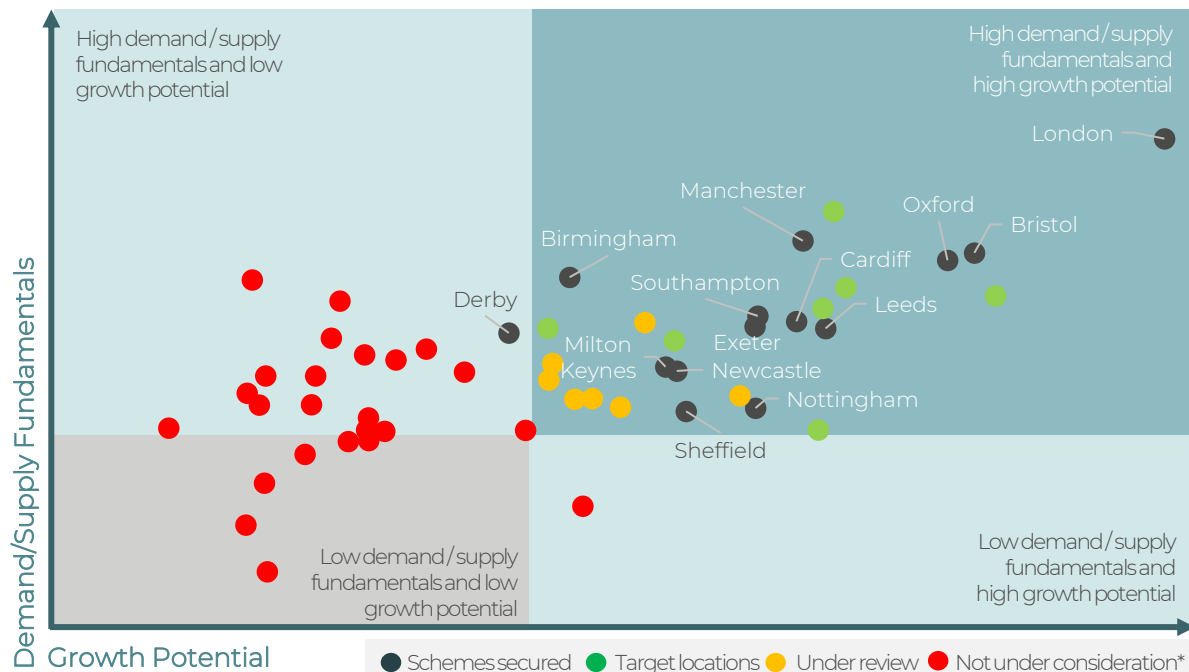 High demand / supply
fundamentals and low
growth potential
High demand / supply
fundamentals and
high growth potential
London
Manchester
Oxford
Bristol
Birmingham
Cardiff
Southampton
Derby
Leeds
Milton
Keynes
Exeter
Newcastle
Nottingham
Sheffield
Low demand / supply
fundamentals and low
growth potential
Low demand / supply
fundamentals and
high growth potential
Demand/Supply Fundamentals
Growth Potential
Schemes secured
Target locations
Under review
Not under consideration*